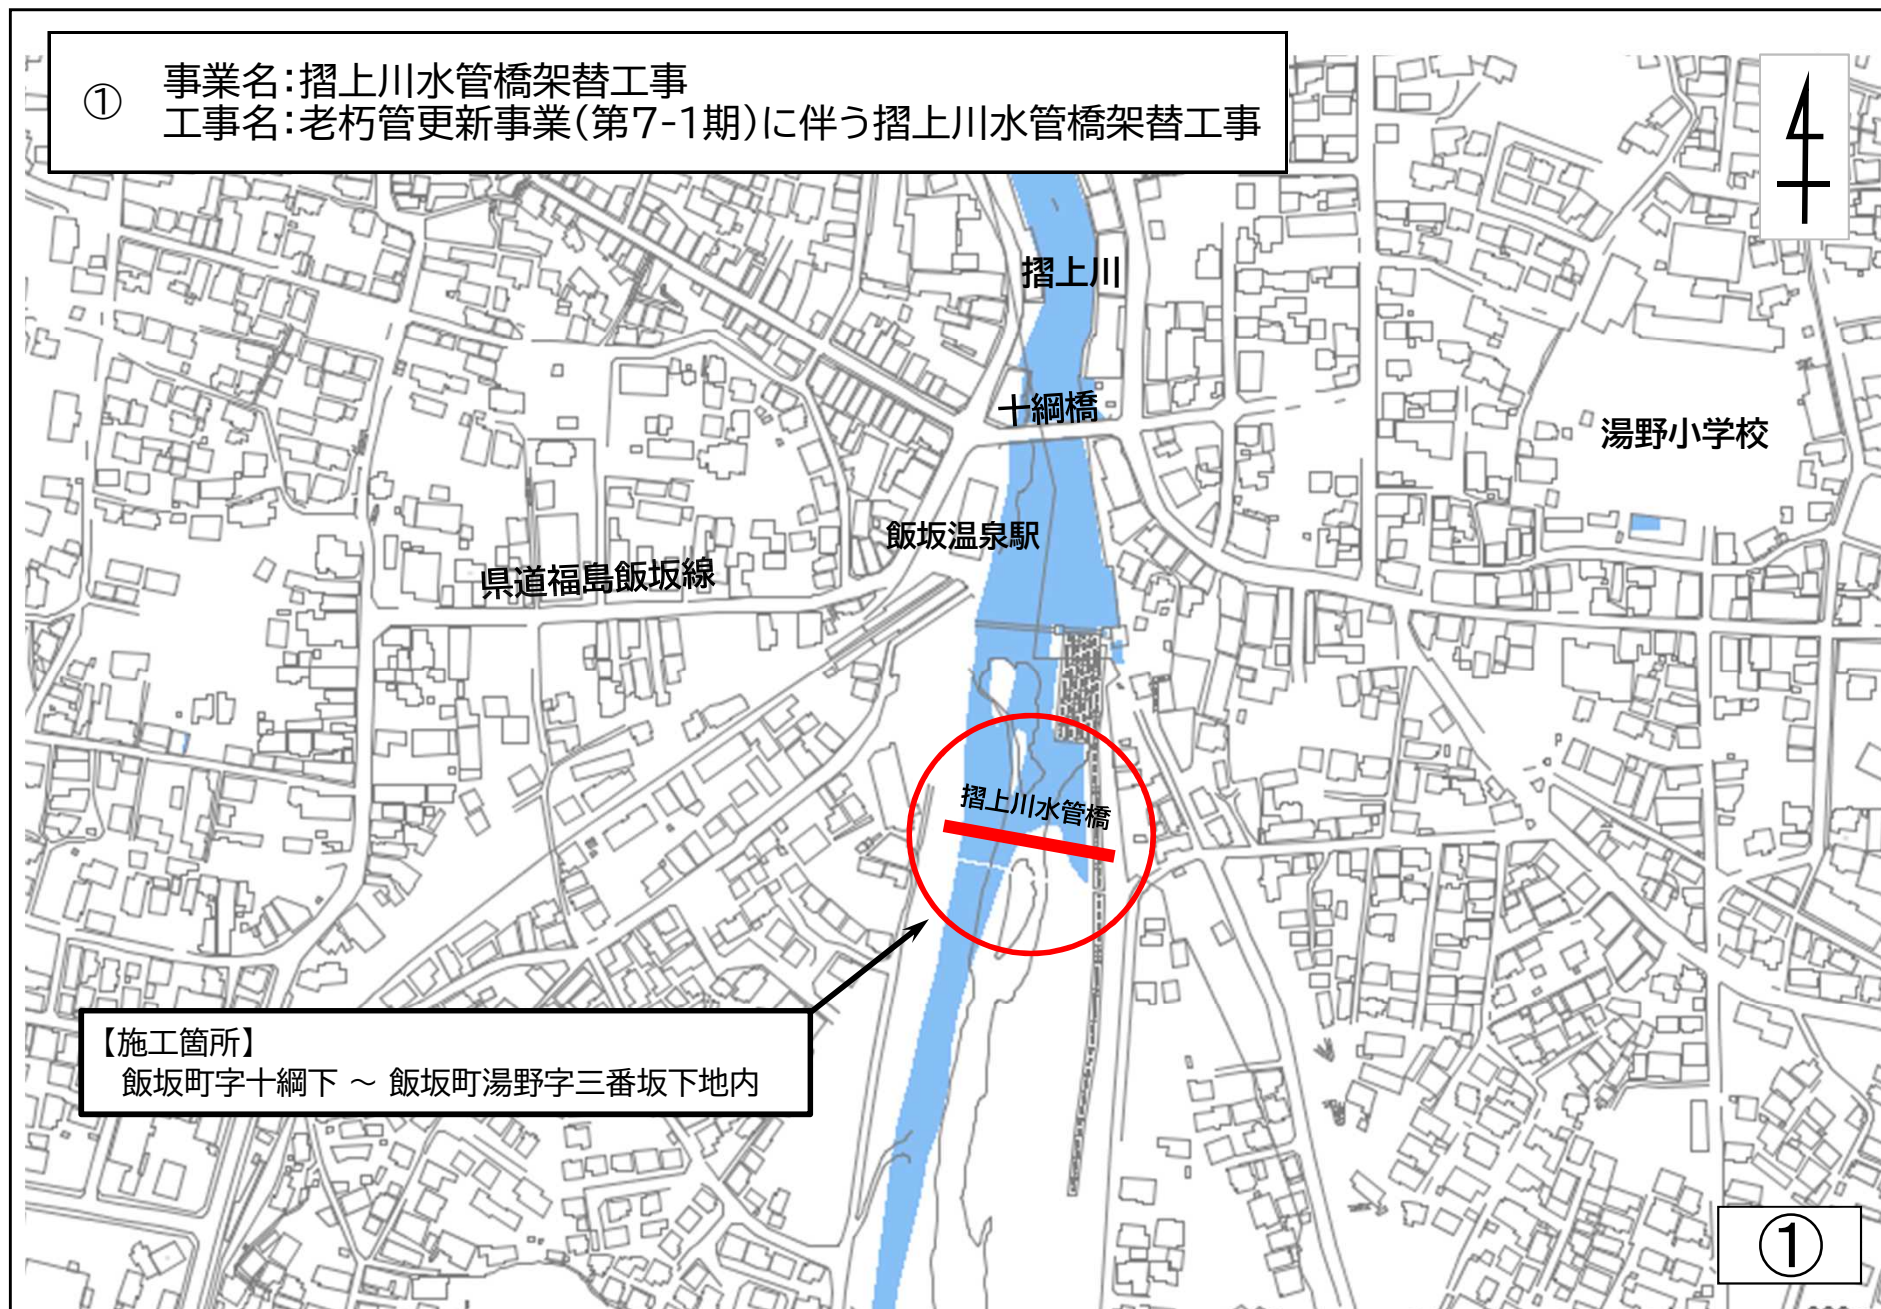 ①
事業名：摺上川水管橋架替工事
工事名：老朽管更新事業（第7-1期）に伴う摺上川水管橋架替工事
摺上川
十綱橋
湯野小学校
飯坂温泉駅
県道福島飯坂線
摺上川水管橋
【施工箇所】
飯坂町字十綱下 ～ 飯坂町湯野字三番坂下地内
①